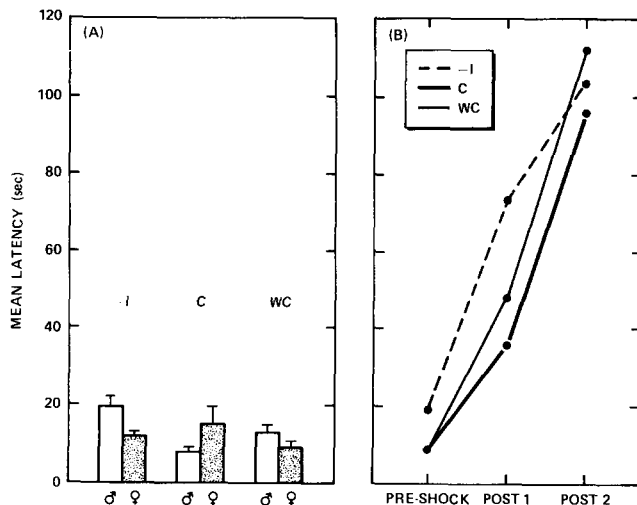 (A)
MEAN LATENCY (sec)
120
100
80
60
40
20
0
-I C WC
♂ ♀ ♂ ♀ ♂ ♀
(B)
-I
C
WC
PRE-SHOCK POST 1 POST 2